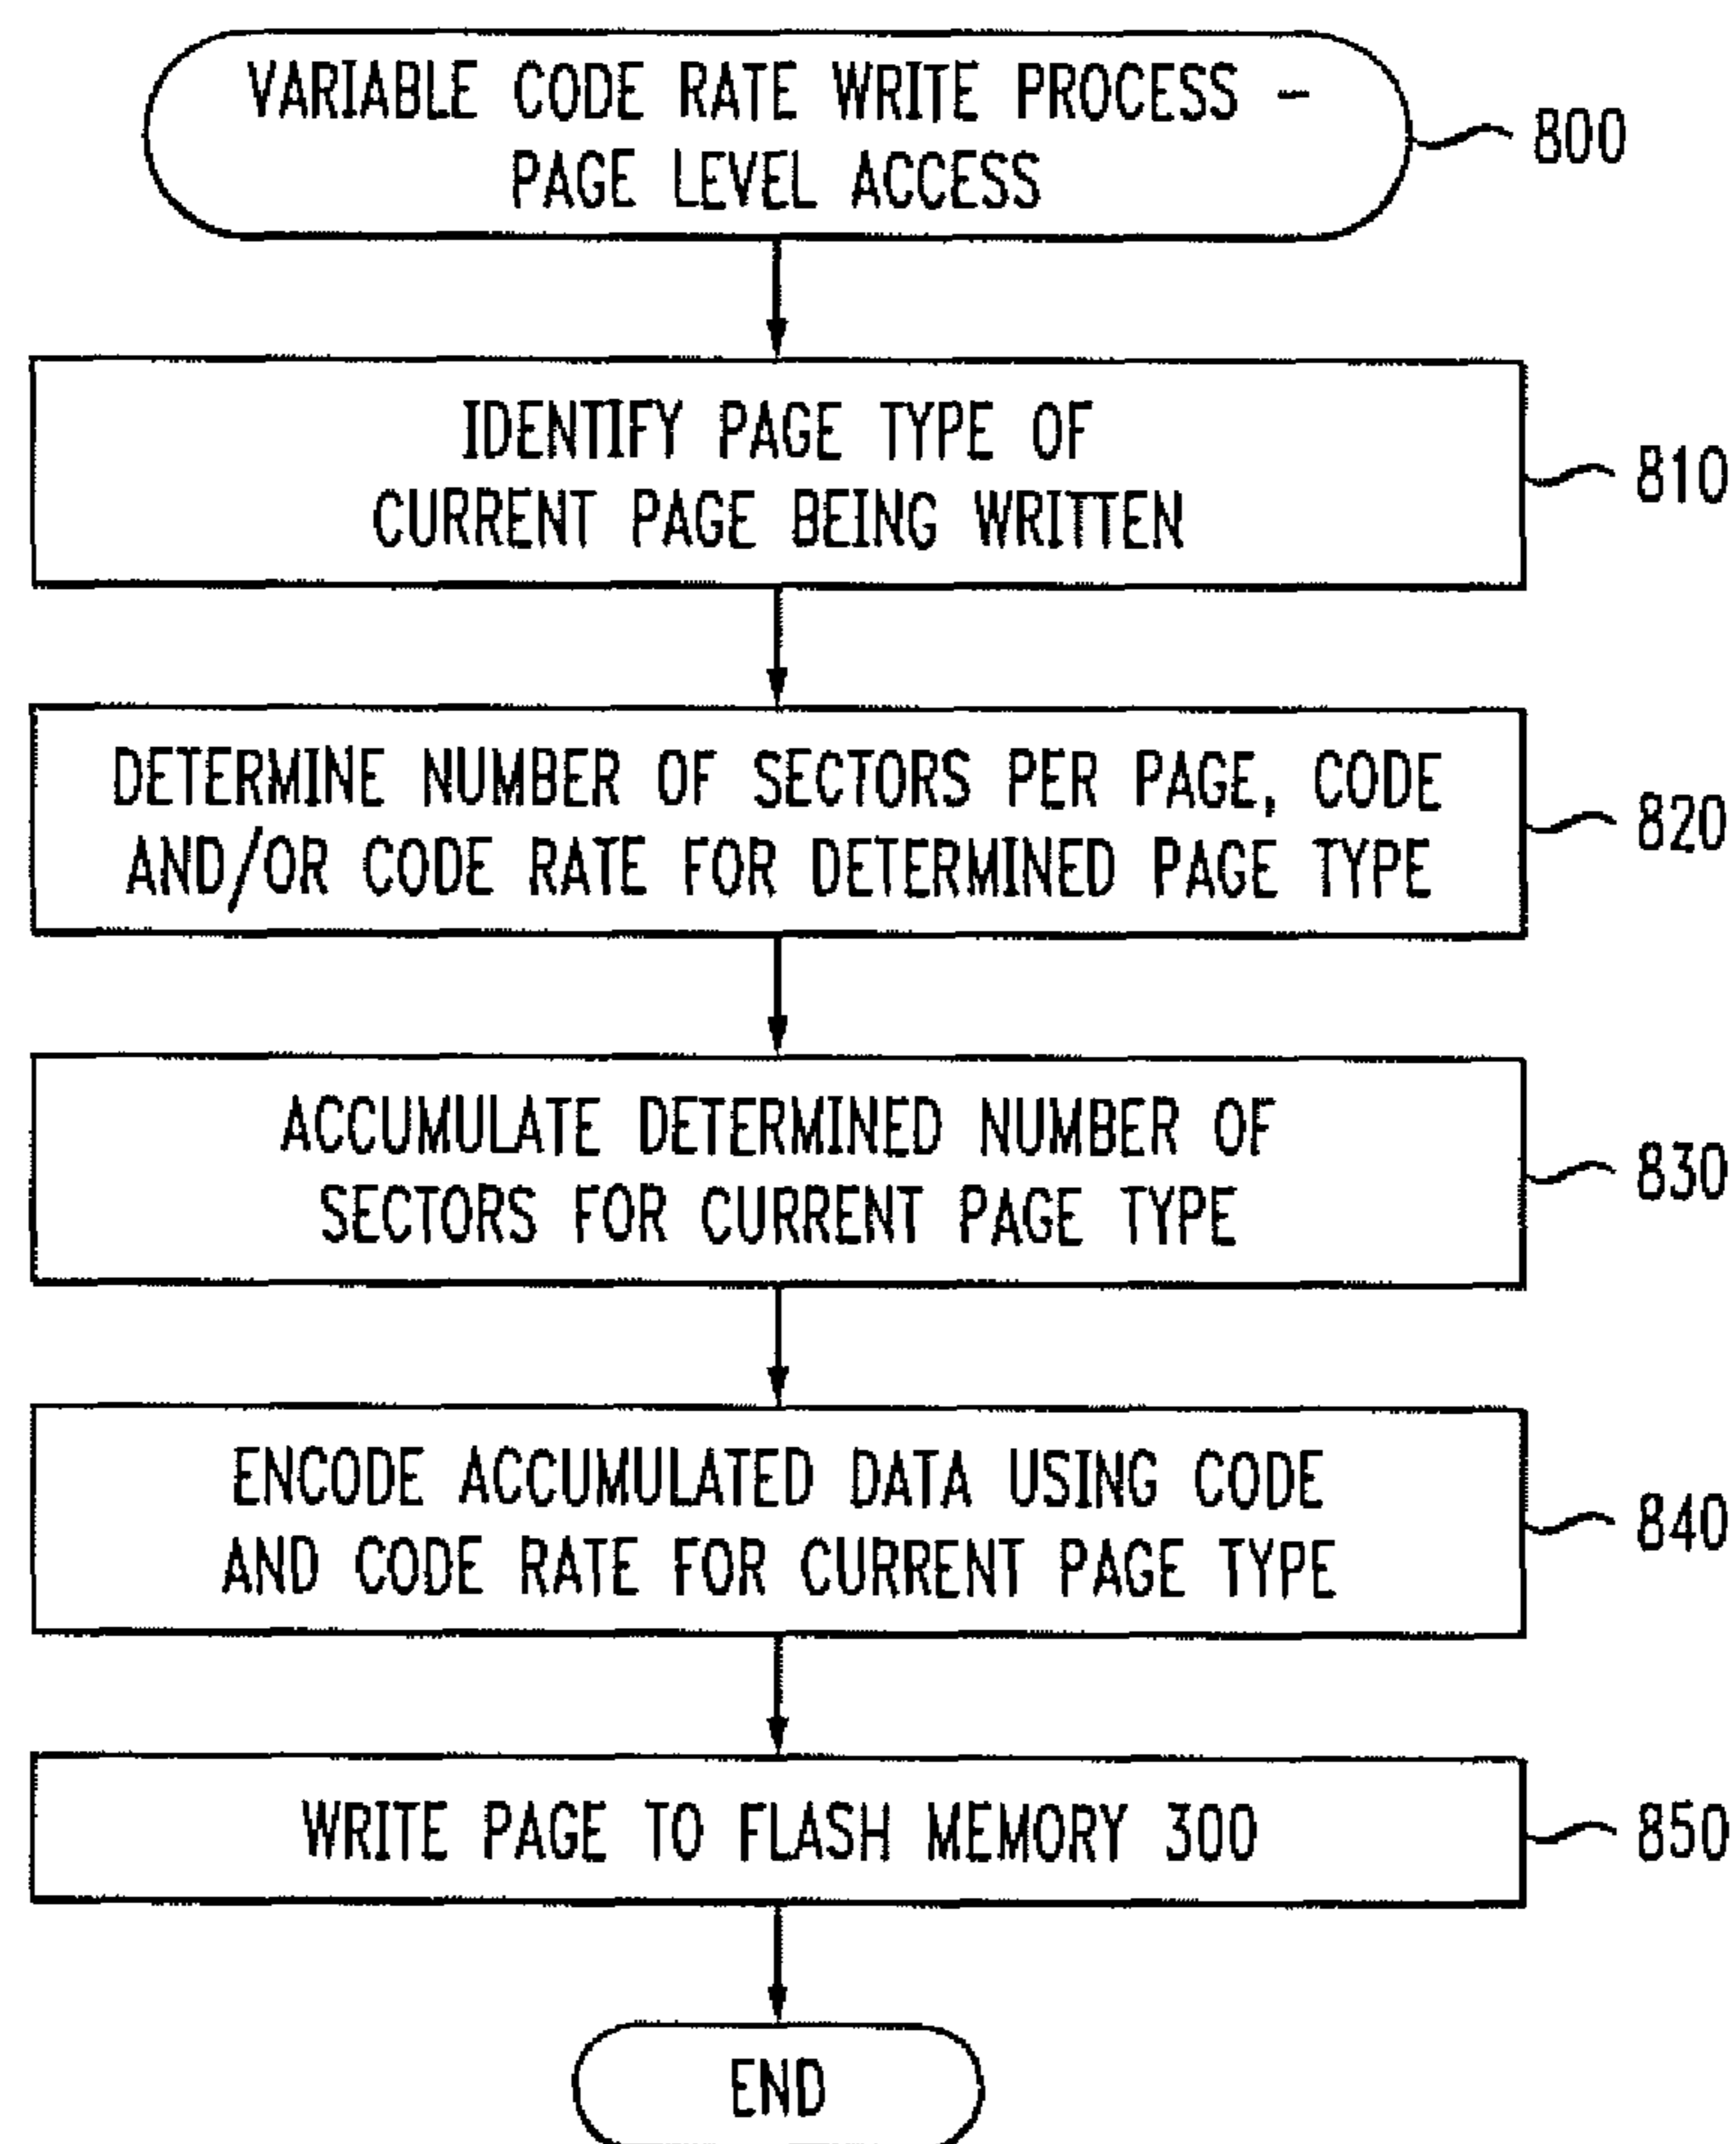 VARIABLE CODE RATE WRITE PROCESS -
PAGE LEVEL ACCESS
800
IDENTIFY PAGE TYPE OF
CURRENT PAGE BEING WRITTEN
810
DETERMINE NUMBER OF SECTORS PER PAGE, CODE
AND/OR CODE RATE FOR DETERMINED PAGE TYPE
820
ACCUMULATE DETERMINED NUMBER OF
SECTORS FOR CURRENT PAGE TYPE
830
ENCODE ACCUMULATED DATA USING CODE
AND CODE RATE FOR CURRENT PAGE TYPE
840
WRITE PAGE TO FLASH MEMORY 300
850
END